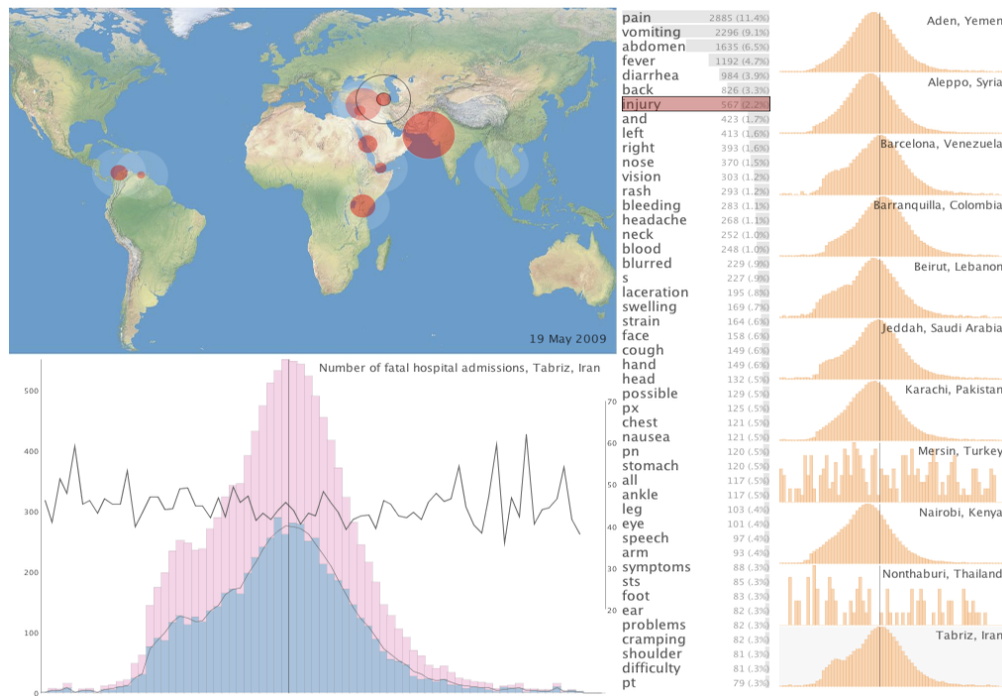 19 May 2009
Number of fatal hospital admissions, Tabriz, Iran
500
400
300
200
100
0
70
60
50
40
30
20
pain 2885 (11.4%)
vomiting 2296 (9.1%)
abdomen 1635 (6.5%)
fever 1192 (4.7%)
diarrhea 984 (3.9%)
back 826 (3.3%)
injury 567 (2.2%)
and 423 (1.7%)
left 413 (1.6%)
right 393 (1.6%)
nose 370 (1.5%)
vision 303 (1.2%)
rash 293 (1.2%)
bleeding 283 (1.1%)
headache 268 (1.1%)
neck 252 (1.0%)
blood 248 (1.0%)
blurred 229 (.9%)
s 227 (.9%)
laceration 195 (.8%)
swelling 169 (.7%)
strain 164 (.6%)
face 158 (.6%)
cough 149 (.6%)
hand 149 (.6%)
head 132 (.5%)
possible 129 (.5%)
px 125 (.5%)
chest 121 (.5%)
nausea 121 (.5%)
pn 120 (.5%)
stomach 120 (.5%)
all 117 (.5%)
ankle 117 (.5%)
leg 103 (.4%)
eye 101 (.4%)
speech 97 (.4%)
arm 93 (.4%)
symptoms 88 (.3%)
sts 85 (.3%)
foot 83 (.3%)
ear 82 (.3%)
problems 82 (.3%)
cramping 82 (.3%)
shoulder 81 (.3%)
difficulty 81 (.3%)
pt 79 (.3%)
Aden, Yemen
Aleppo, Syria
Barcelona, Venezuela
Barranquilla, Colombia
Beirut, Lebanon
Jeddah, Saudi Arabia
Karachi, Pakistan
Mersin, Turkey
Nairobi, Kenya
Nonthaburi, Thailand
Tabriz, Iran